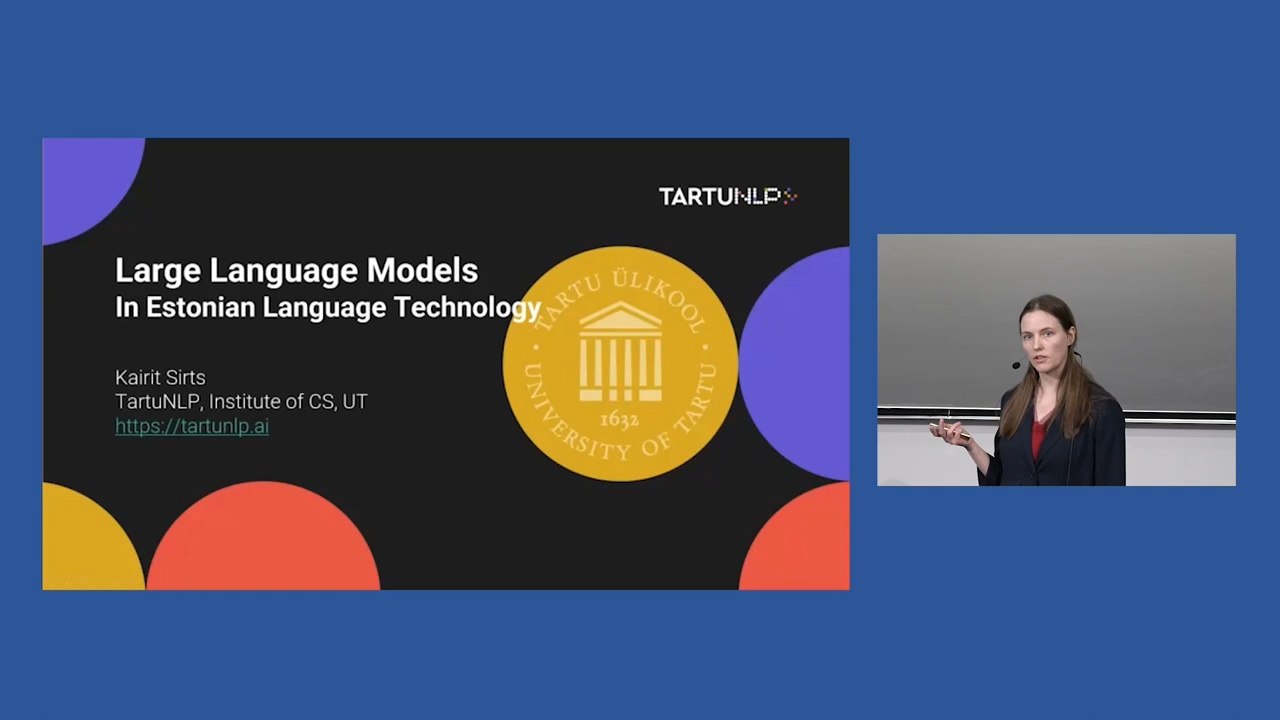 TARTUNLP
Large Language Models
In Estonian Language Technology
Kairit Sirts
TartuNLP, Institute of CS, UT
https://tartunlp.ai
TARTU ÜLIKOOL
1632
UNIVERSITY OF TARTU